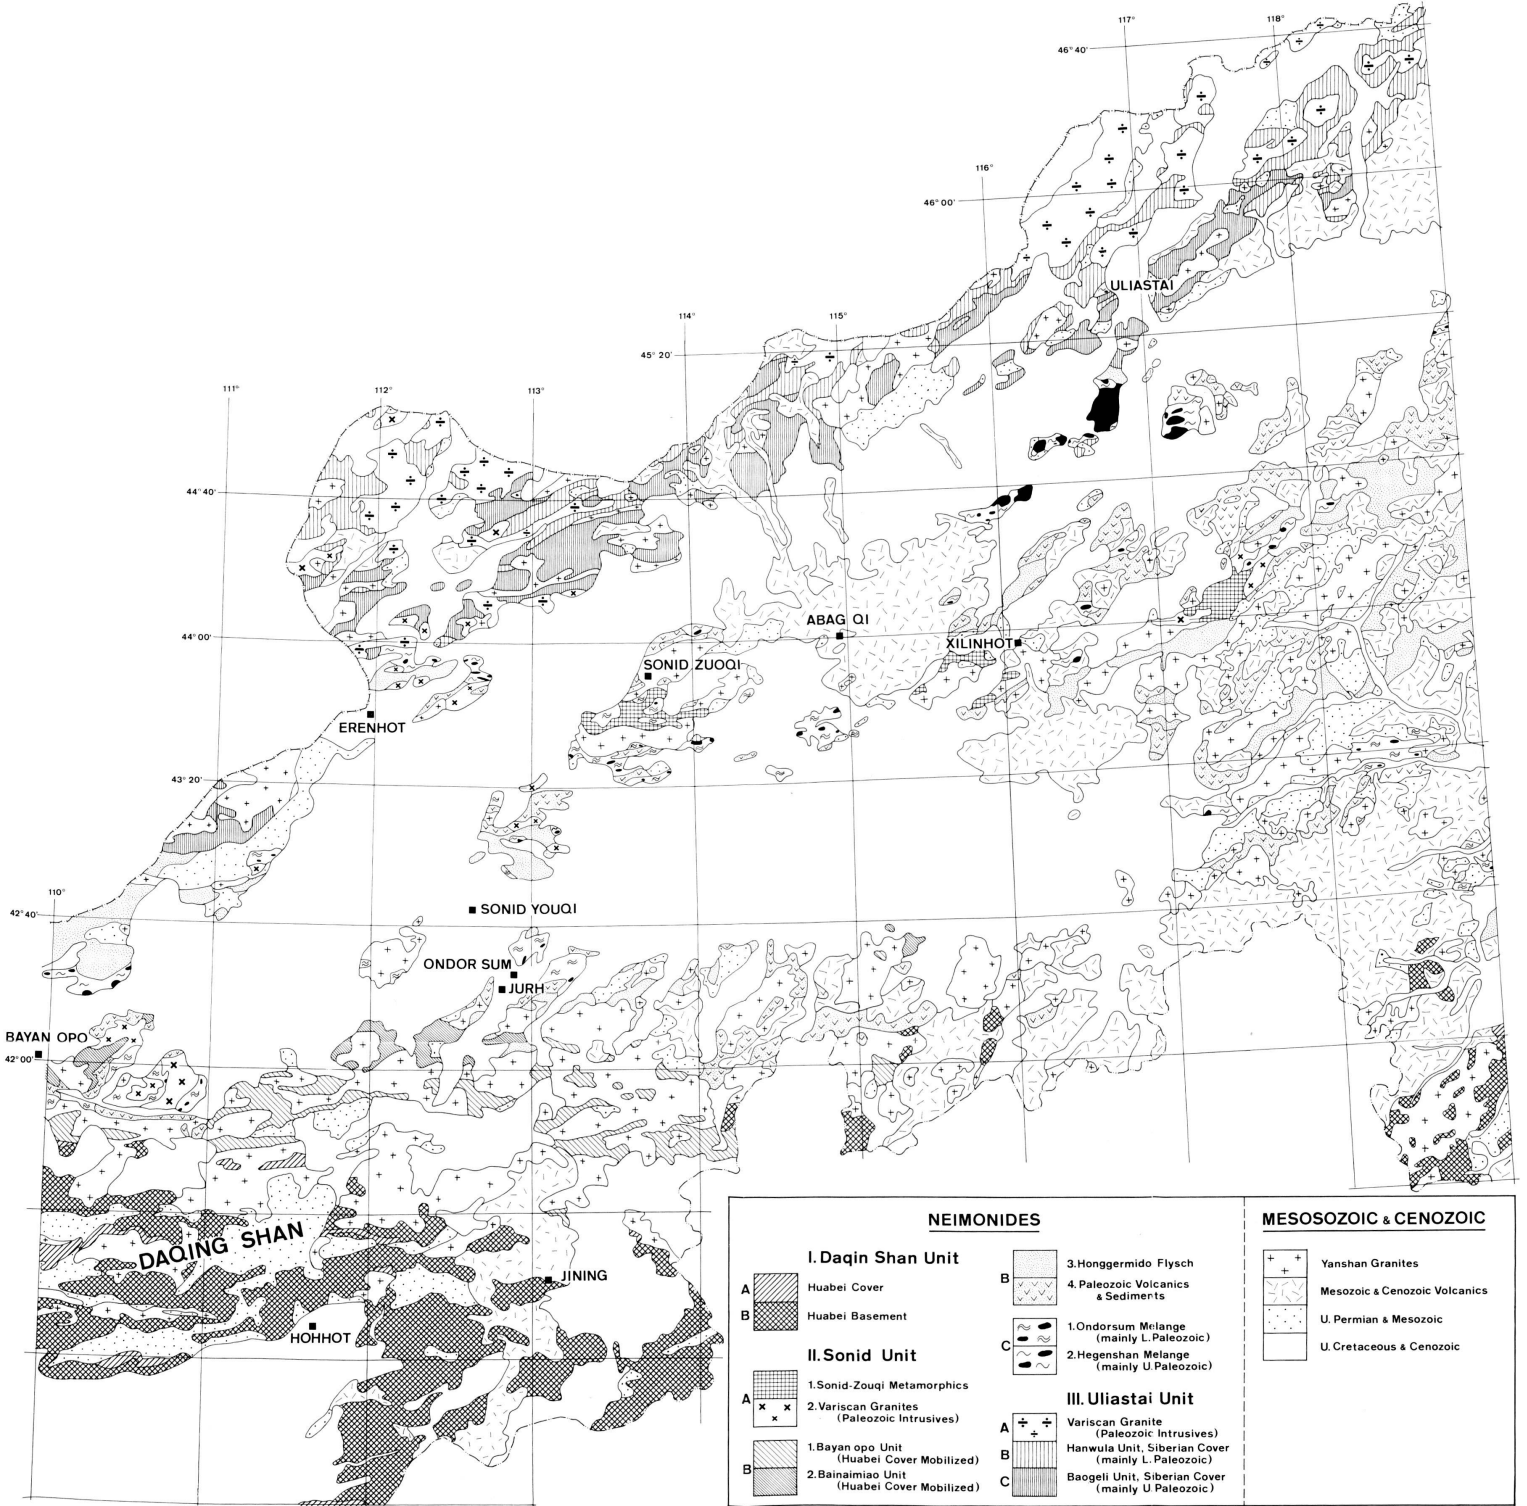 117° 118°
46° 40'
116°
46° 00'
ULIASTAI
114° 115°
45° 20'
111° 112° 113°
44° 40'
ABAG QI
44° 00'
XILINHOT
SONID ZUOQI
ERENHOT
43° 20'
110°
42° 40'
SONID YOUQI
ONDOR SUM
JURH
BAYAN OPO
42° 00'
DAQING SHAN
JINING
HOHHOT
NEIMONIDES
I. Daqin Shan Unit
A Huabei Cover
B Huabei Basement
II. Sonid Unit
A
1. Sonid-Zouqi Metamorphics
2. Variscan Granites
(Paleozoic Intrusives)
B
1. Bayan opo Unit
(Huabei Cover Mobilized)
2. Bainaimiao Unit
(Huabei Cover Mobilized)
B
3. Honggermido Flysch
4. Paleozoic Volcanics
& Sediments
C
1. Ondorsum Melange
(mainly L. Paleozoic)
2. Hegenshan Melange
(mainly U. Paleozoic)
III. Uliastai Unit
A Variscan Granite
(Paleozoic Intrusives)
B Hanwula Unit, Siberian Cover
(mainly L. Paleozoic)
C Baogeli Unit, Siberian Cover
(mainly U. Paleozoic)
MESOSOZOIC & CENOZOIC
Yanshan Granites
Mesozoic & Cenozoic Volcanics
U. Permian & Mesozoic
U. Cretaceous & Cenozoic